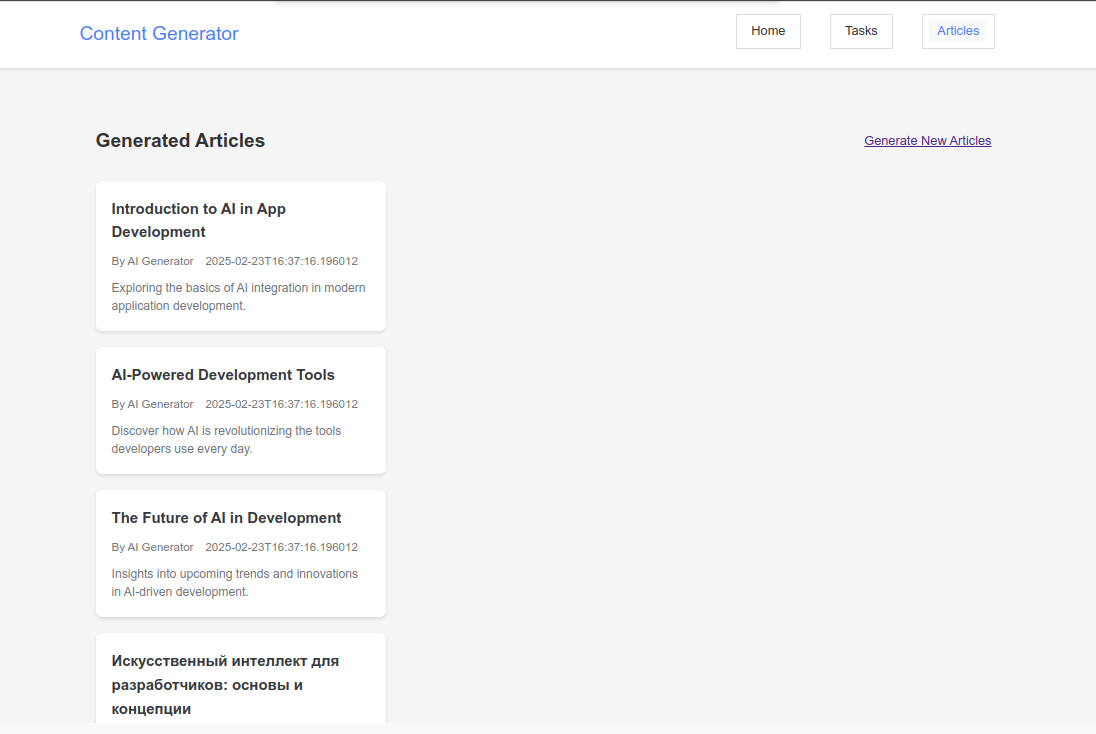 Content Generator
Home
Tasks
Articles
Generated Articles
Generate New Articles
Introduction to AI in App
Development
By AI Generator 2025-02-23T16:37:16.196012
Exploring the basics of AI integration in modern
application development.
AI-Powered Development Tools
By AI Generator 2025-02-23T16:37:16.196012
Discover how AI is revolutionizing the tools
developers use every day.
The Future of AI in Development
By AI Generator 2025-02-23T16:37:16.196012
Insights into upcoming trends and innovations
in AI-driven development.
Искусственный интеллект для
разработчиков: основы и
концепции